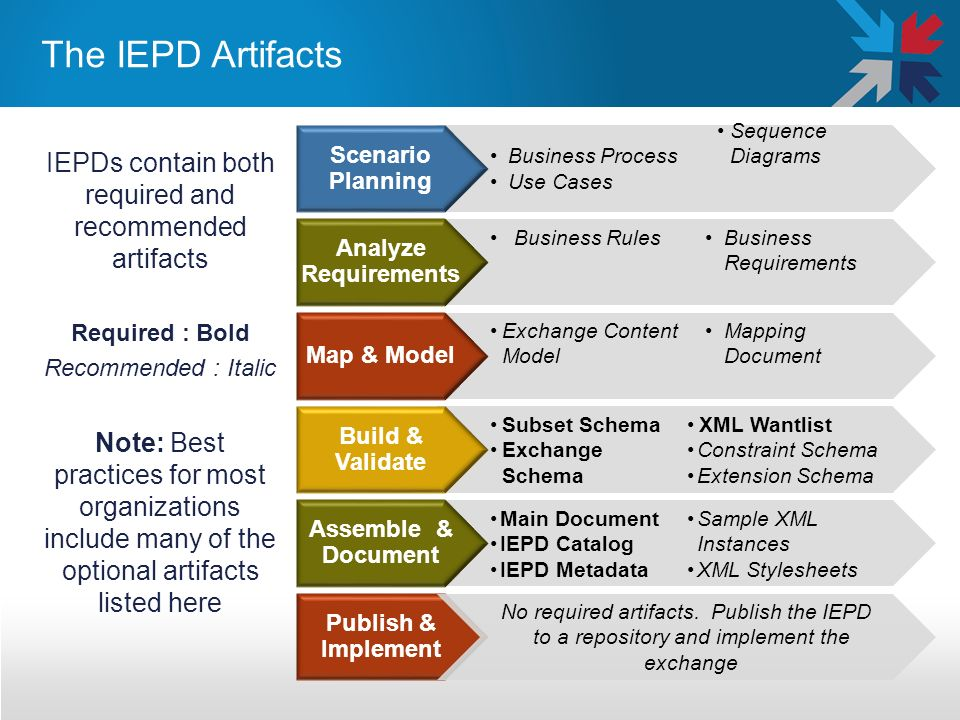 The IEPD Artifacts
IEPDs contain both
required and
recommended
artifacts
Required : Bold
Recommended : Italic
Note: Best
practices for most
organizations
include many of the
optional artifacts
listed here
Scenario
Planning
• Business Process
• Use Cases
• Sequence
Diagrams
Analyze
Requirements
• Business Rules
• Business
Requirements
Map & Model
• Exchange Content
Model
• Mapping
Document
Build &
Validate
• Subset Schema
• Exchange
Schema
• XML Wantlist
• Constraint Schema
• Extension Schema
Assemble &
Document
• Main Document
• IEPD Catalog
• IEPD Metadata
• Sample XML
Instances
• XML Stylesheets
Publish &
Implement
No required artifacts. Publish the IEPD
to a repository and implement the
exchange